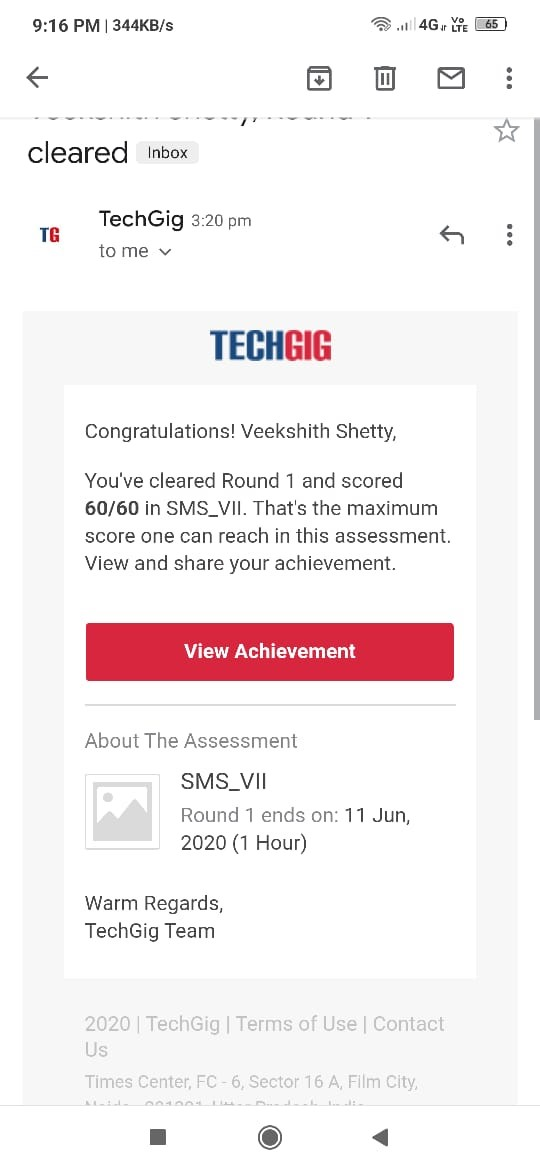 9:16 PM | 344KB/s 4G Vo LTE 65
cleared Inbox
TG TechGig 3:20 pm
to me
TECHGIG
Congratulations! Veekshith Shetty,
You've cleared Round 1 and scored
60/60 in SMS_VII. That's the maximum
score one can reach in this assessment.
View and share your achievement.
View Achievement
About The Assessment
SMS_VII
Round 1 ends on: 11 Jun,
2020 (1 Hour)
Warm Regards,
TechGig Team
2020 | TechGig | Terms of Use | Contact
Us
Times Center, FC - 6, Sector 16 A, Film City,